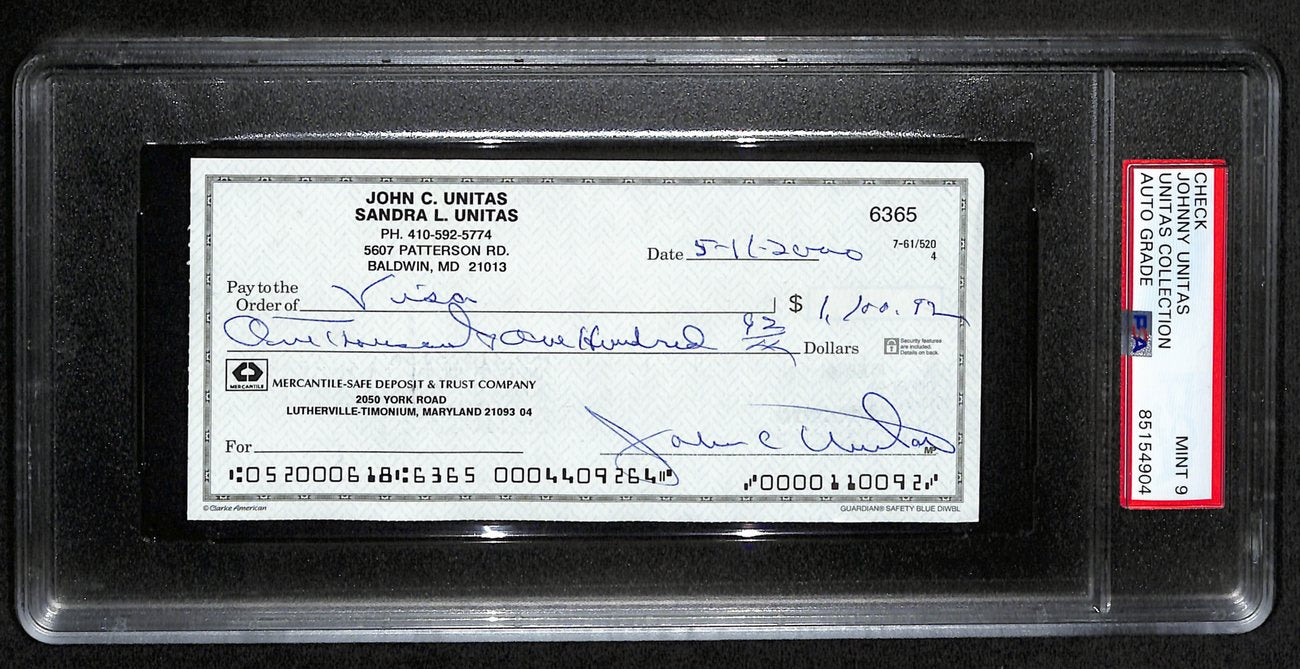 JOHN C. UNITAS
SANDRA L. UNITAS
PH. 410-592-5774
5607 PATTERSON RD.
BALDWIN, MD 21013
6365
7-61/520
4
Date 5-11-2000
Pay to the
Order of Visa $ 1,100.92
One Thousand & One Hundred 92/xx Dollars
Security features
are included.
Details on back.
MERCANTILE
MERCANTILE-SAFE DEPOSIT & TRUST COMPANY
2050 YORK ROAD
LUTHERVILLE-TIMONIUM, MARYLAND 21093 04
For
John C Unitas
MP
⑆052000618⑆6365 0004409264⑈ ⑈0000110092⑈
© Clarke American
GUARDIAN® SAFETY BLUE DIWBL
CHECK
JOHNNY UNITAS
UNITAS COLLECTION MINT 9
AUTO GRADE 85154904
PSA